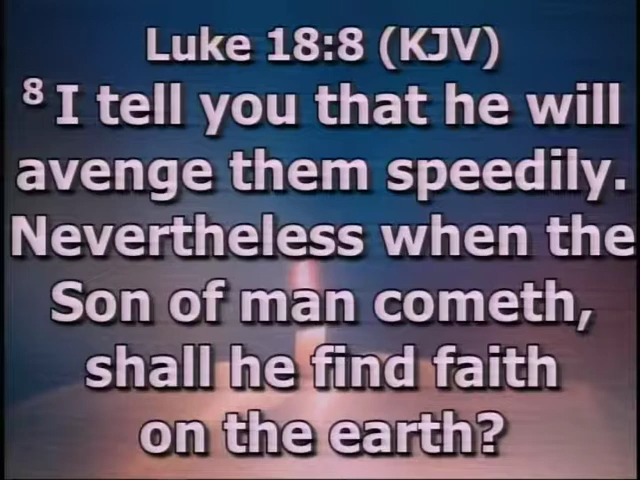 Luke 18:8 (KJV)
8 I tell you that he will
avenge them speedily.
Nevertheless when the
Son of man cometh,
shall he find faith
on the earth?